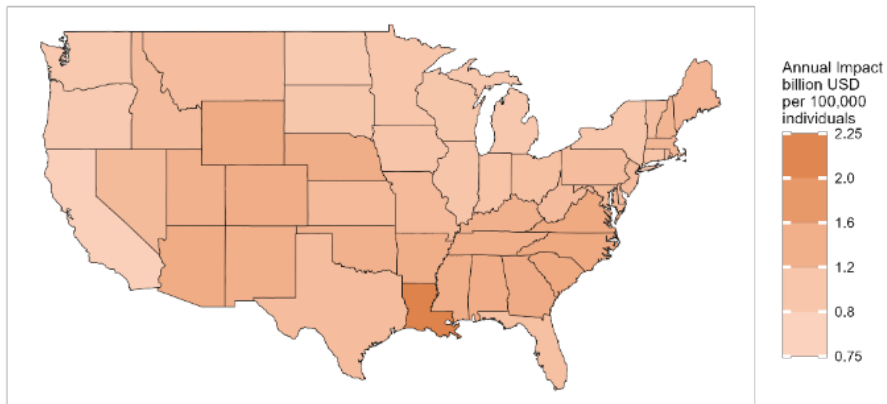 Annual Impact
billion USD
per 100,000
individuals
2.25
2.0
1.6
1.2
0.8
0.75